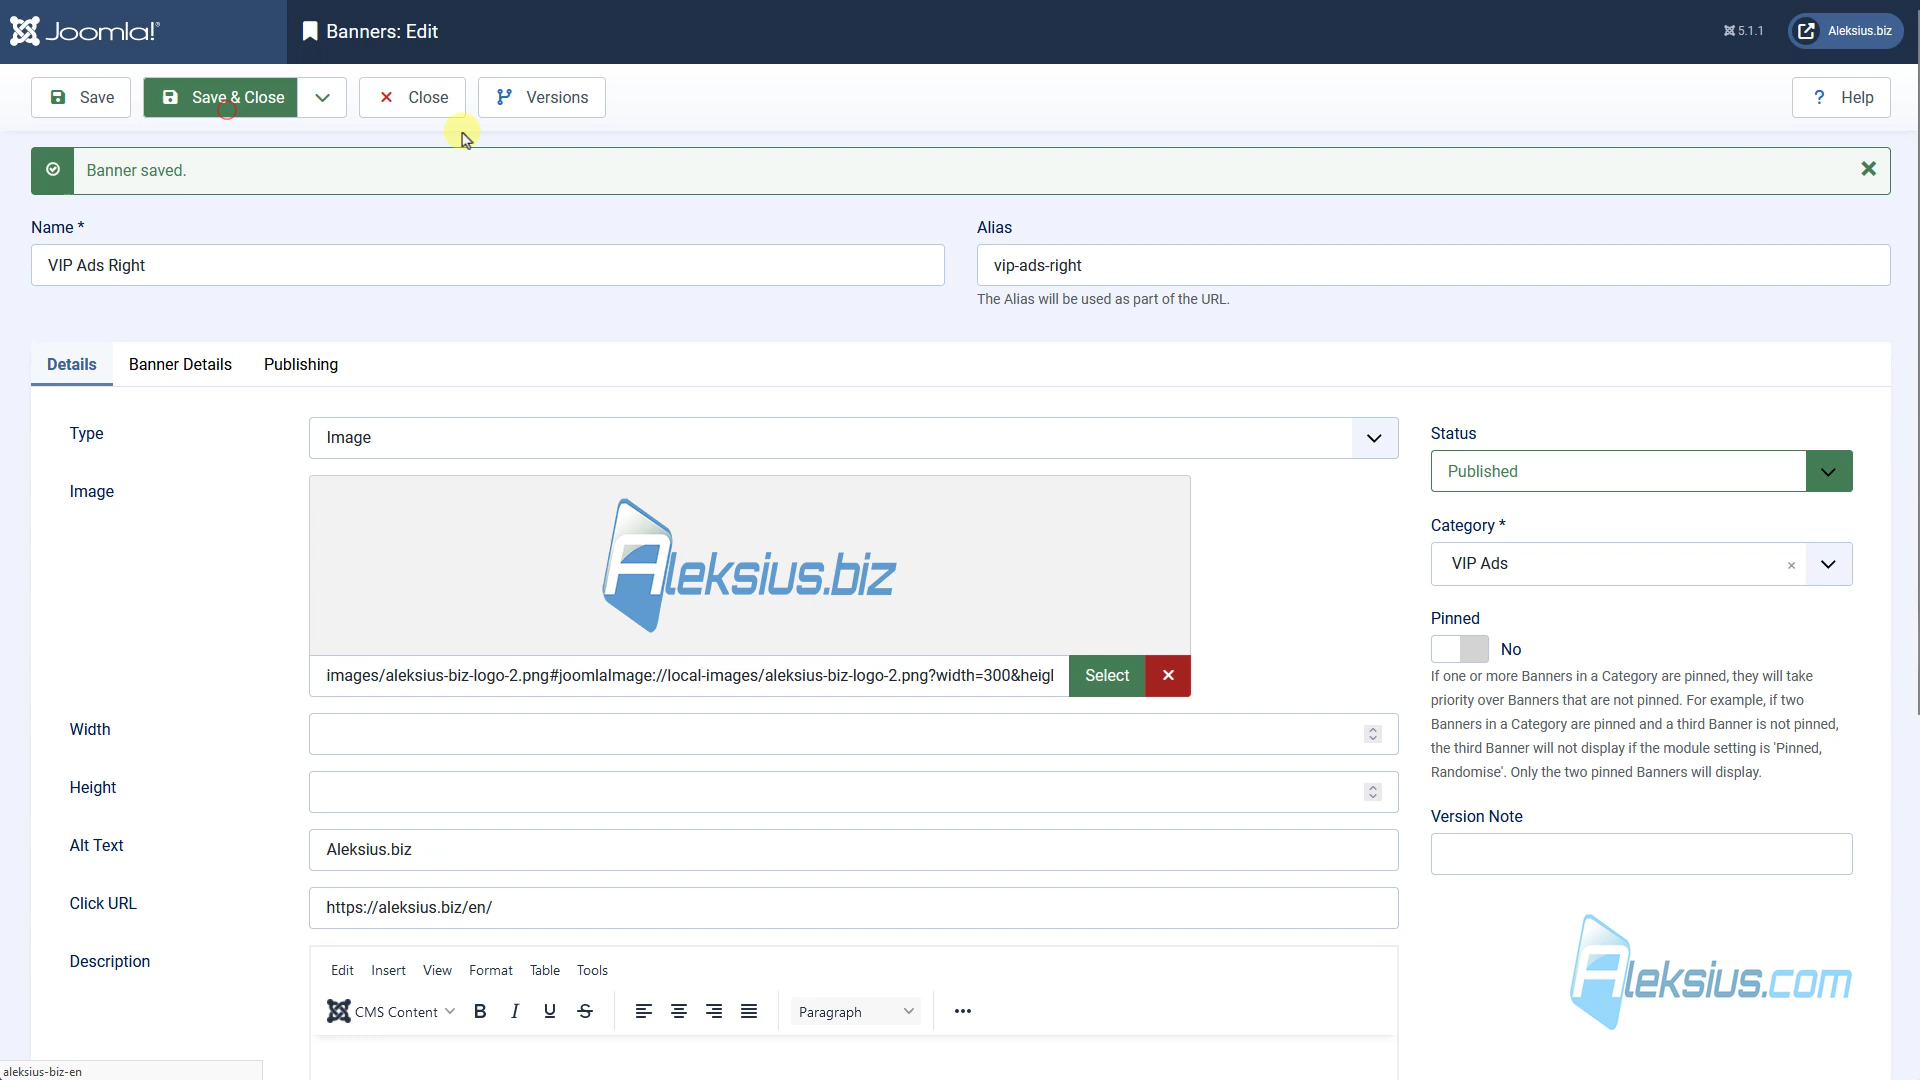 Joomla!®
Banners: Edit
5.1.1
Aleksius.biz
Save
Save & Close
Close
Versions
? Help
Banner saved.
Name *
Alias
VIP Ads Right
vip-ads-right
The Alias will be used as part of the URL.
Details
Banner Details
Publishing
Type
Image
Status
Published
Image
Aleksius.biz
images/aleksius-biz-logo-2.png#joomlaImage://local-images/aleksius-biz-logo-2.png?width=300&heigl
Select
Category *
VIP Ads
Pinned
No
If one or more Banners in a Category are pinned, they will take
priority over Banners that are not pinned. For example, if two
Banners in a Category are pinned and a third Banner is not pinned,
the third Banner will not display if the module setting is 'Pinned,
Randomise'. Only the two pinned Banners will display.
Width
Height
Version Note
Alt Text
Aleksius.biz
Click URL
https://aleksius.biz/en/
Description
Edit Insert View Format Table Tools
CMS Content B I U S Paragraph
Aleksius.com
aleksius-biz-en